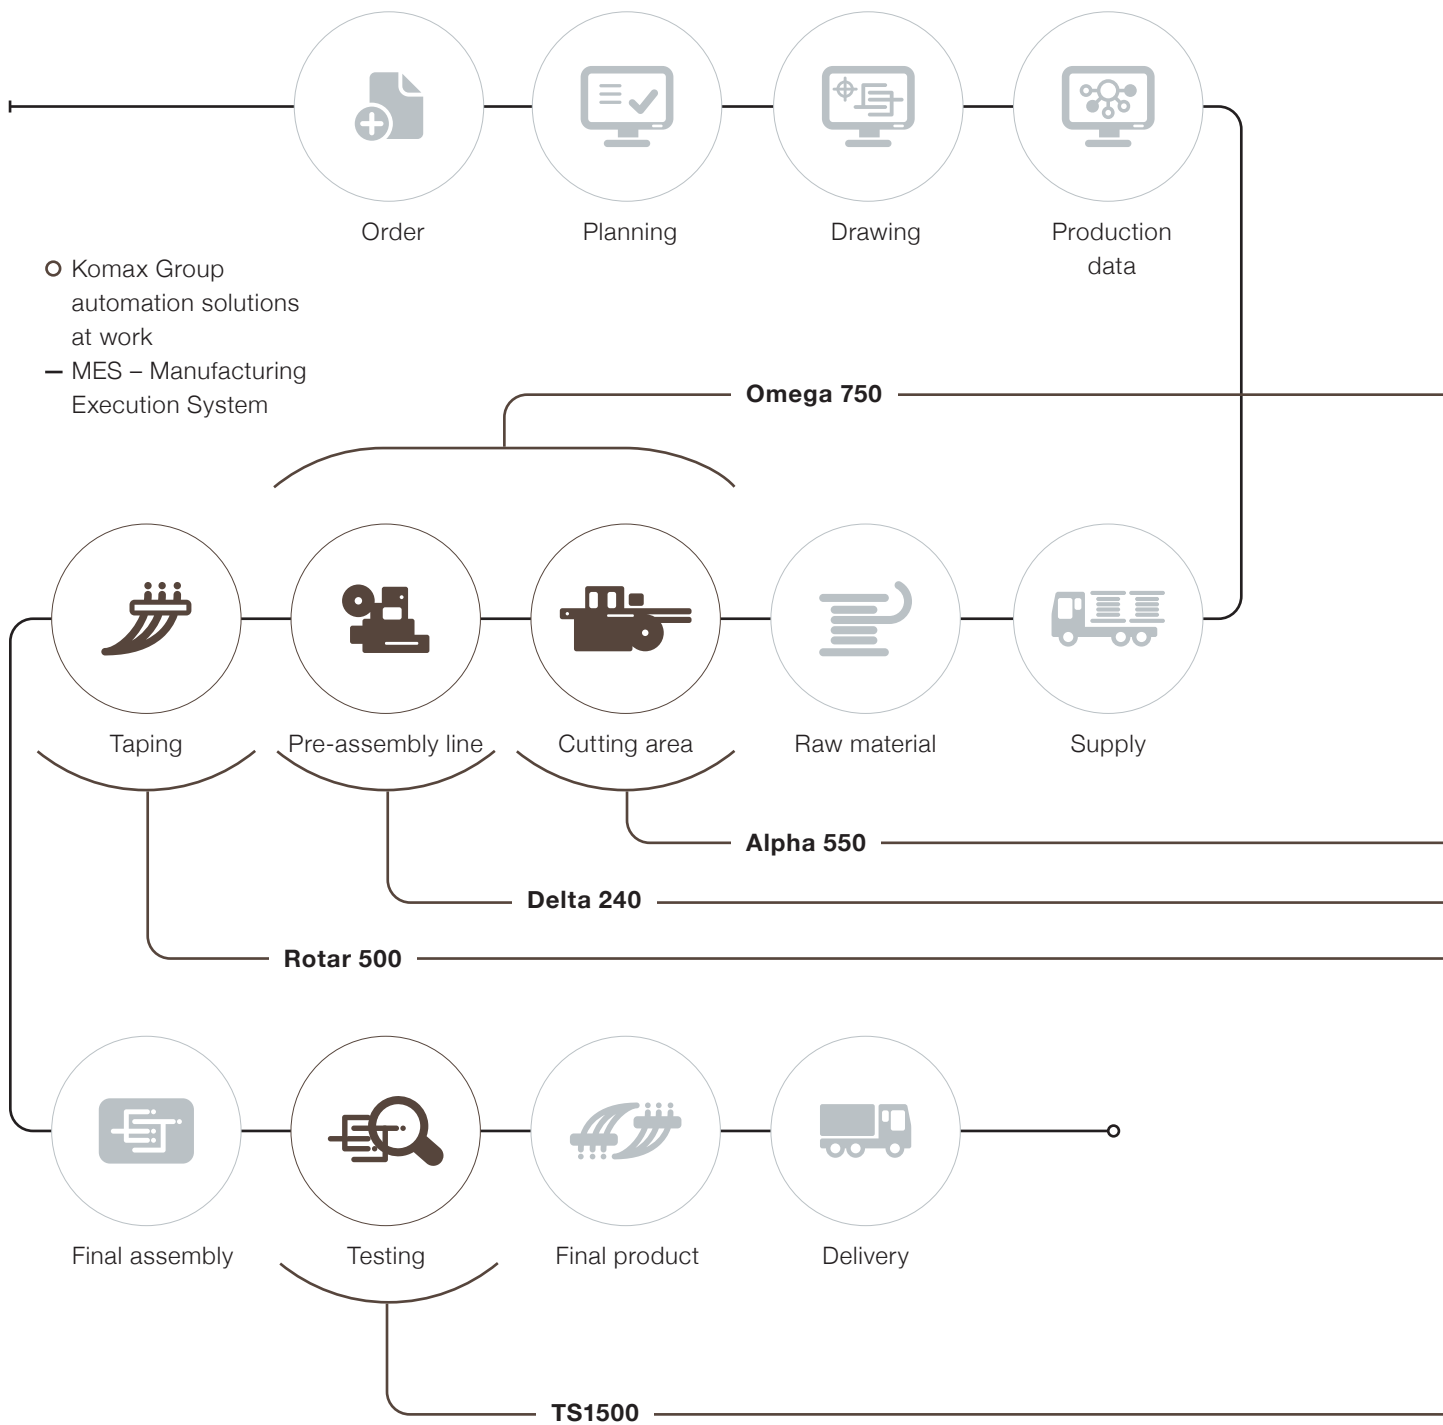 Order
Planning
Drawing
Production
data
Komax Group
automation solutions
at work
MES – Manufacturing
Execution System
Omega 750
Taping
Pre-assembly line
Cutting area
Raw material
Supply
Alpha 550
Delta 240
Rotar 500
Final assembly
Testing
Final product
Delivery
TS1500